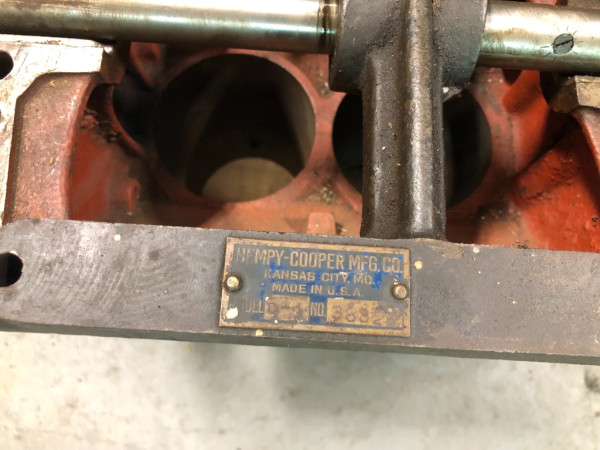 HEMPY-COOPER MFG. CO.
KANSAS CITY, MO.
MADE IN U.S.A.
NO.